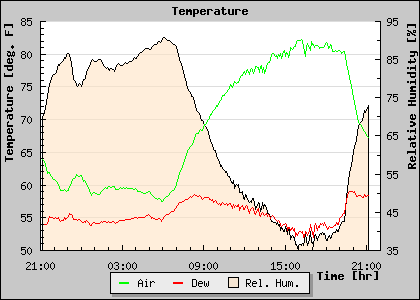 Temperature
Temperature [deg. F]
85
80
75
70
65
60
55
50
95
85
75
65
55
45
35
Relative Humidity [%]
21:00 03:00 09:00 15:00 21:00
Time [hr]
Air Dew Rel. Hum.